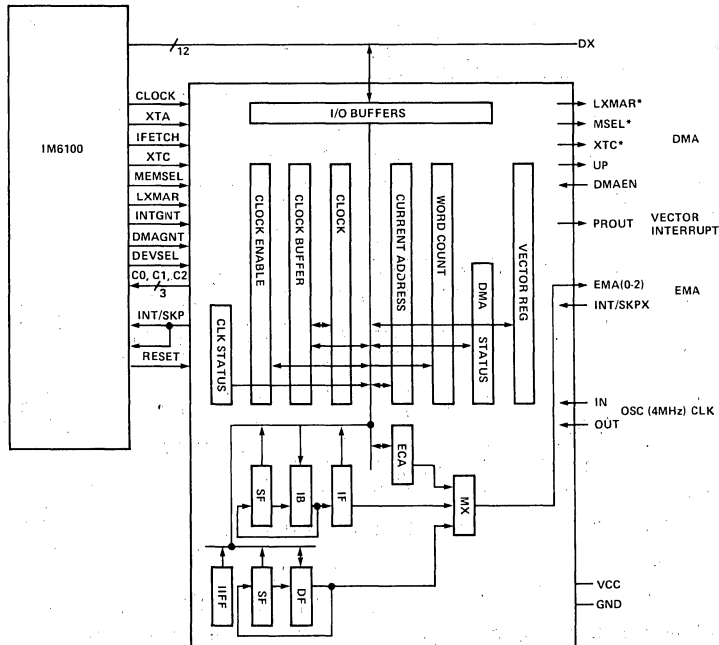 12
DX
IM6100
CLOCK
XTA
IFETCH
XTC
MEMSEL
LXMAR
INTGNT
DMAGNT
DEVSEL
C0, C1, C2
3
INT/SKP
RESET
I/O BUFFERS
CLK STATUS
CLOCK ENABLE
CLOCK BUFFER
CLOCK
CURRENT ADDRESS
WORD COUNT
DMA STATUS
VECTOR REG
LXMAR*
MSEL*
XTC*
DMA
UP
DMAEN
PROUT
VECTOR
INTERRUPT
EMA(0-2)
EMA
INT/SKPX
IN
OSC (4MHz) CLK
OUT
ECA
SF
IB
IF
MX
IIFF
SF
DF
VCC
GND